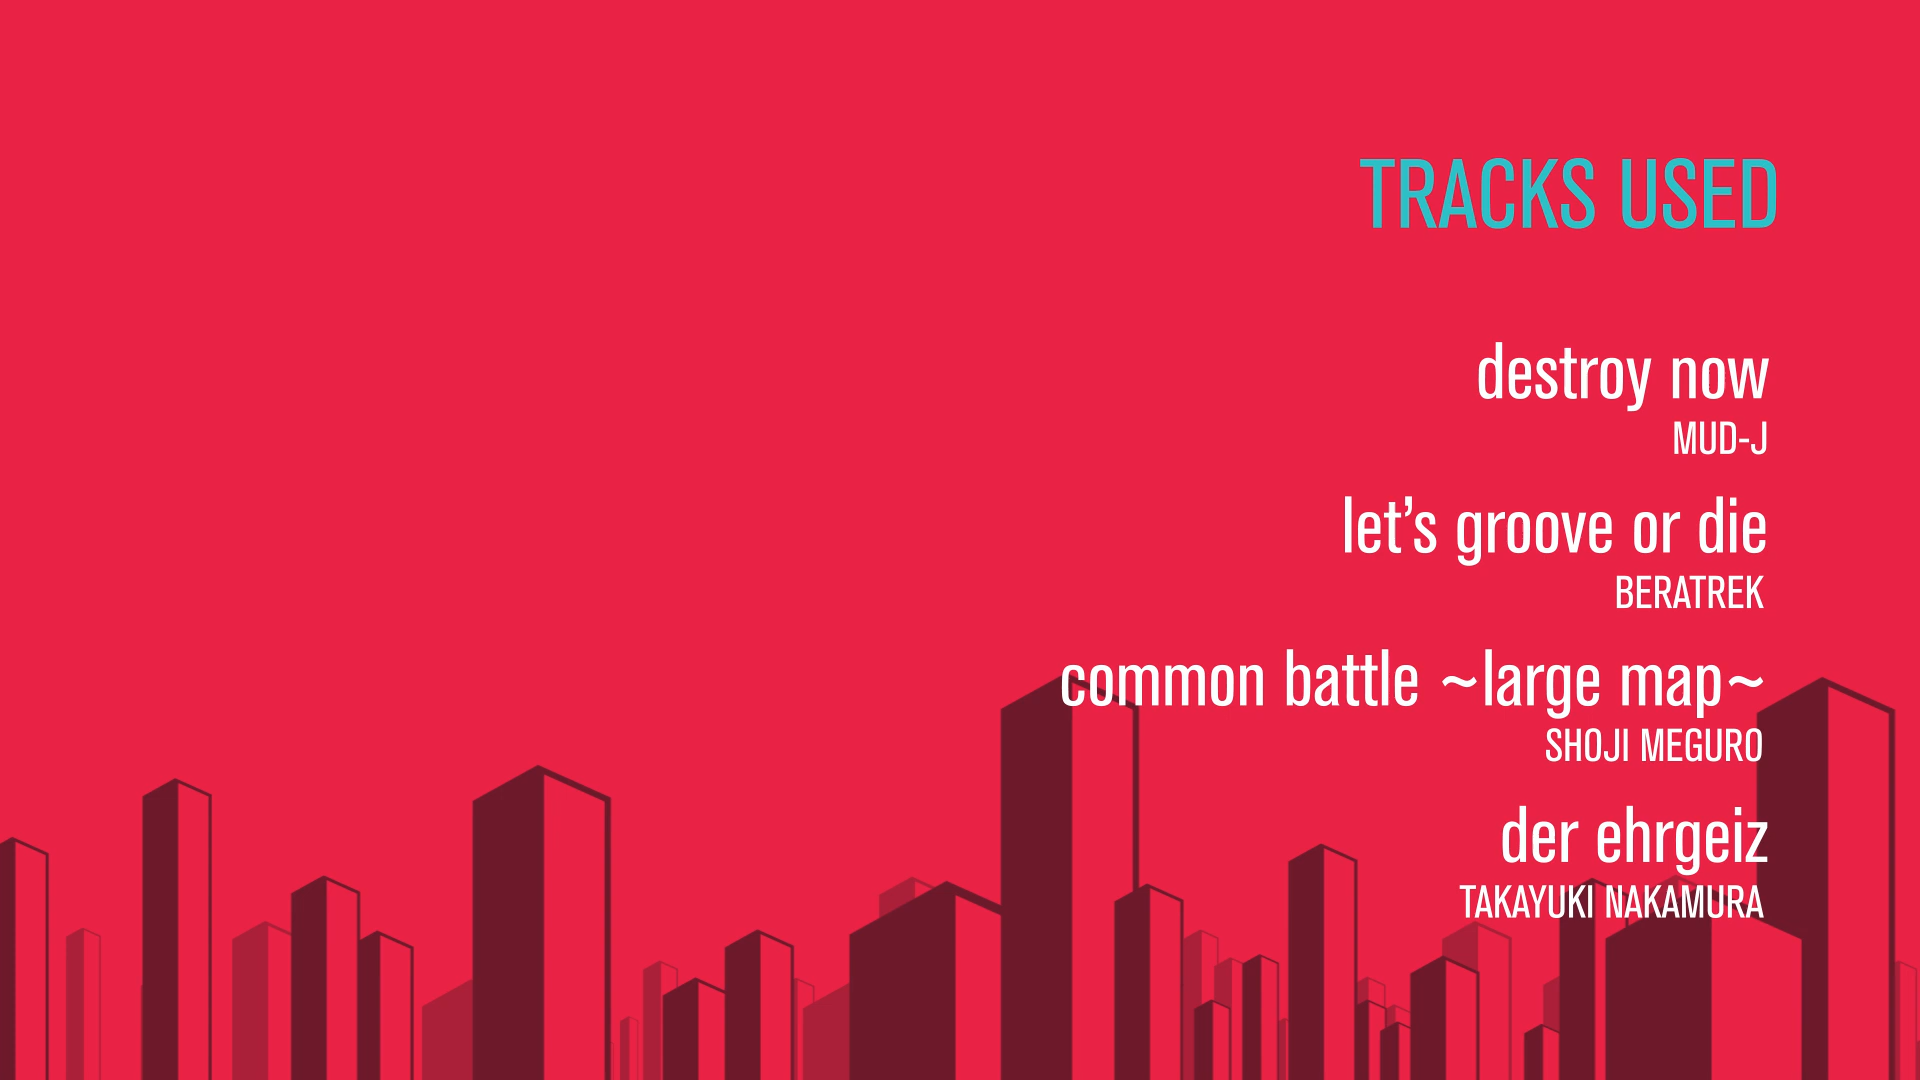 TRACKS USED
destroy now
MUD-J
let’s groove or die
BERATREK
common battle ~large map~
SHOJI MEGURO
der ehrgeiz
TAKAYUKI NAKAMURA